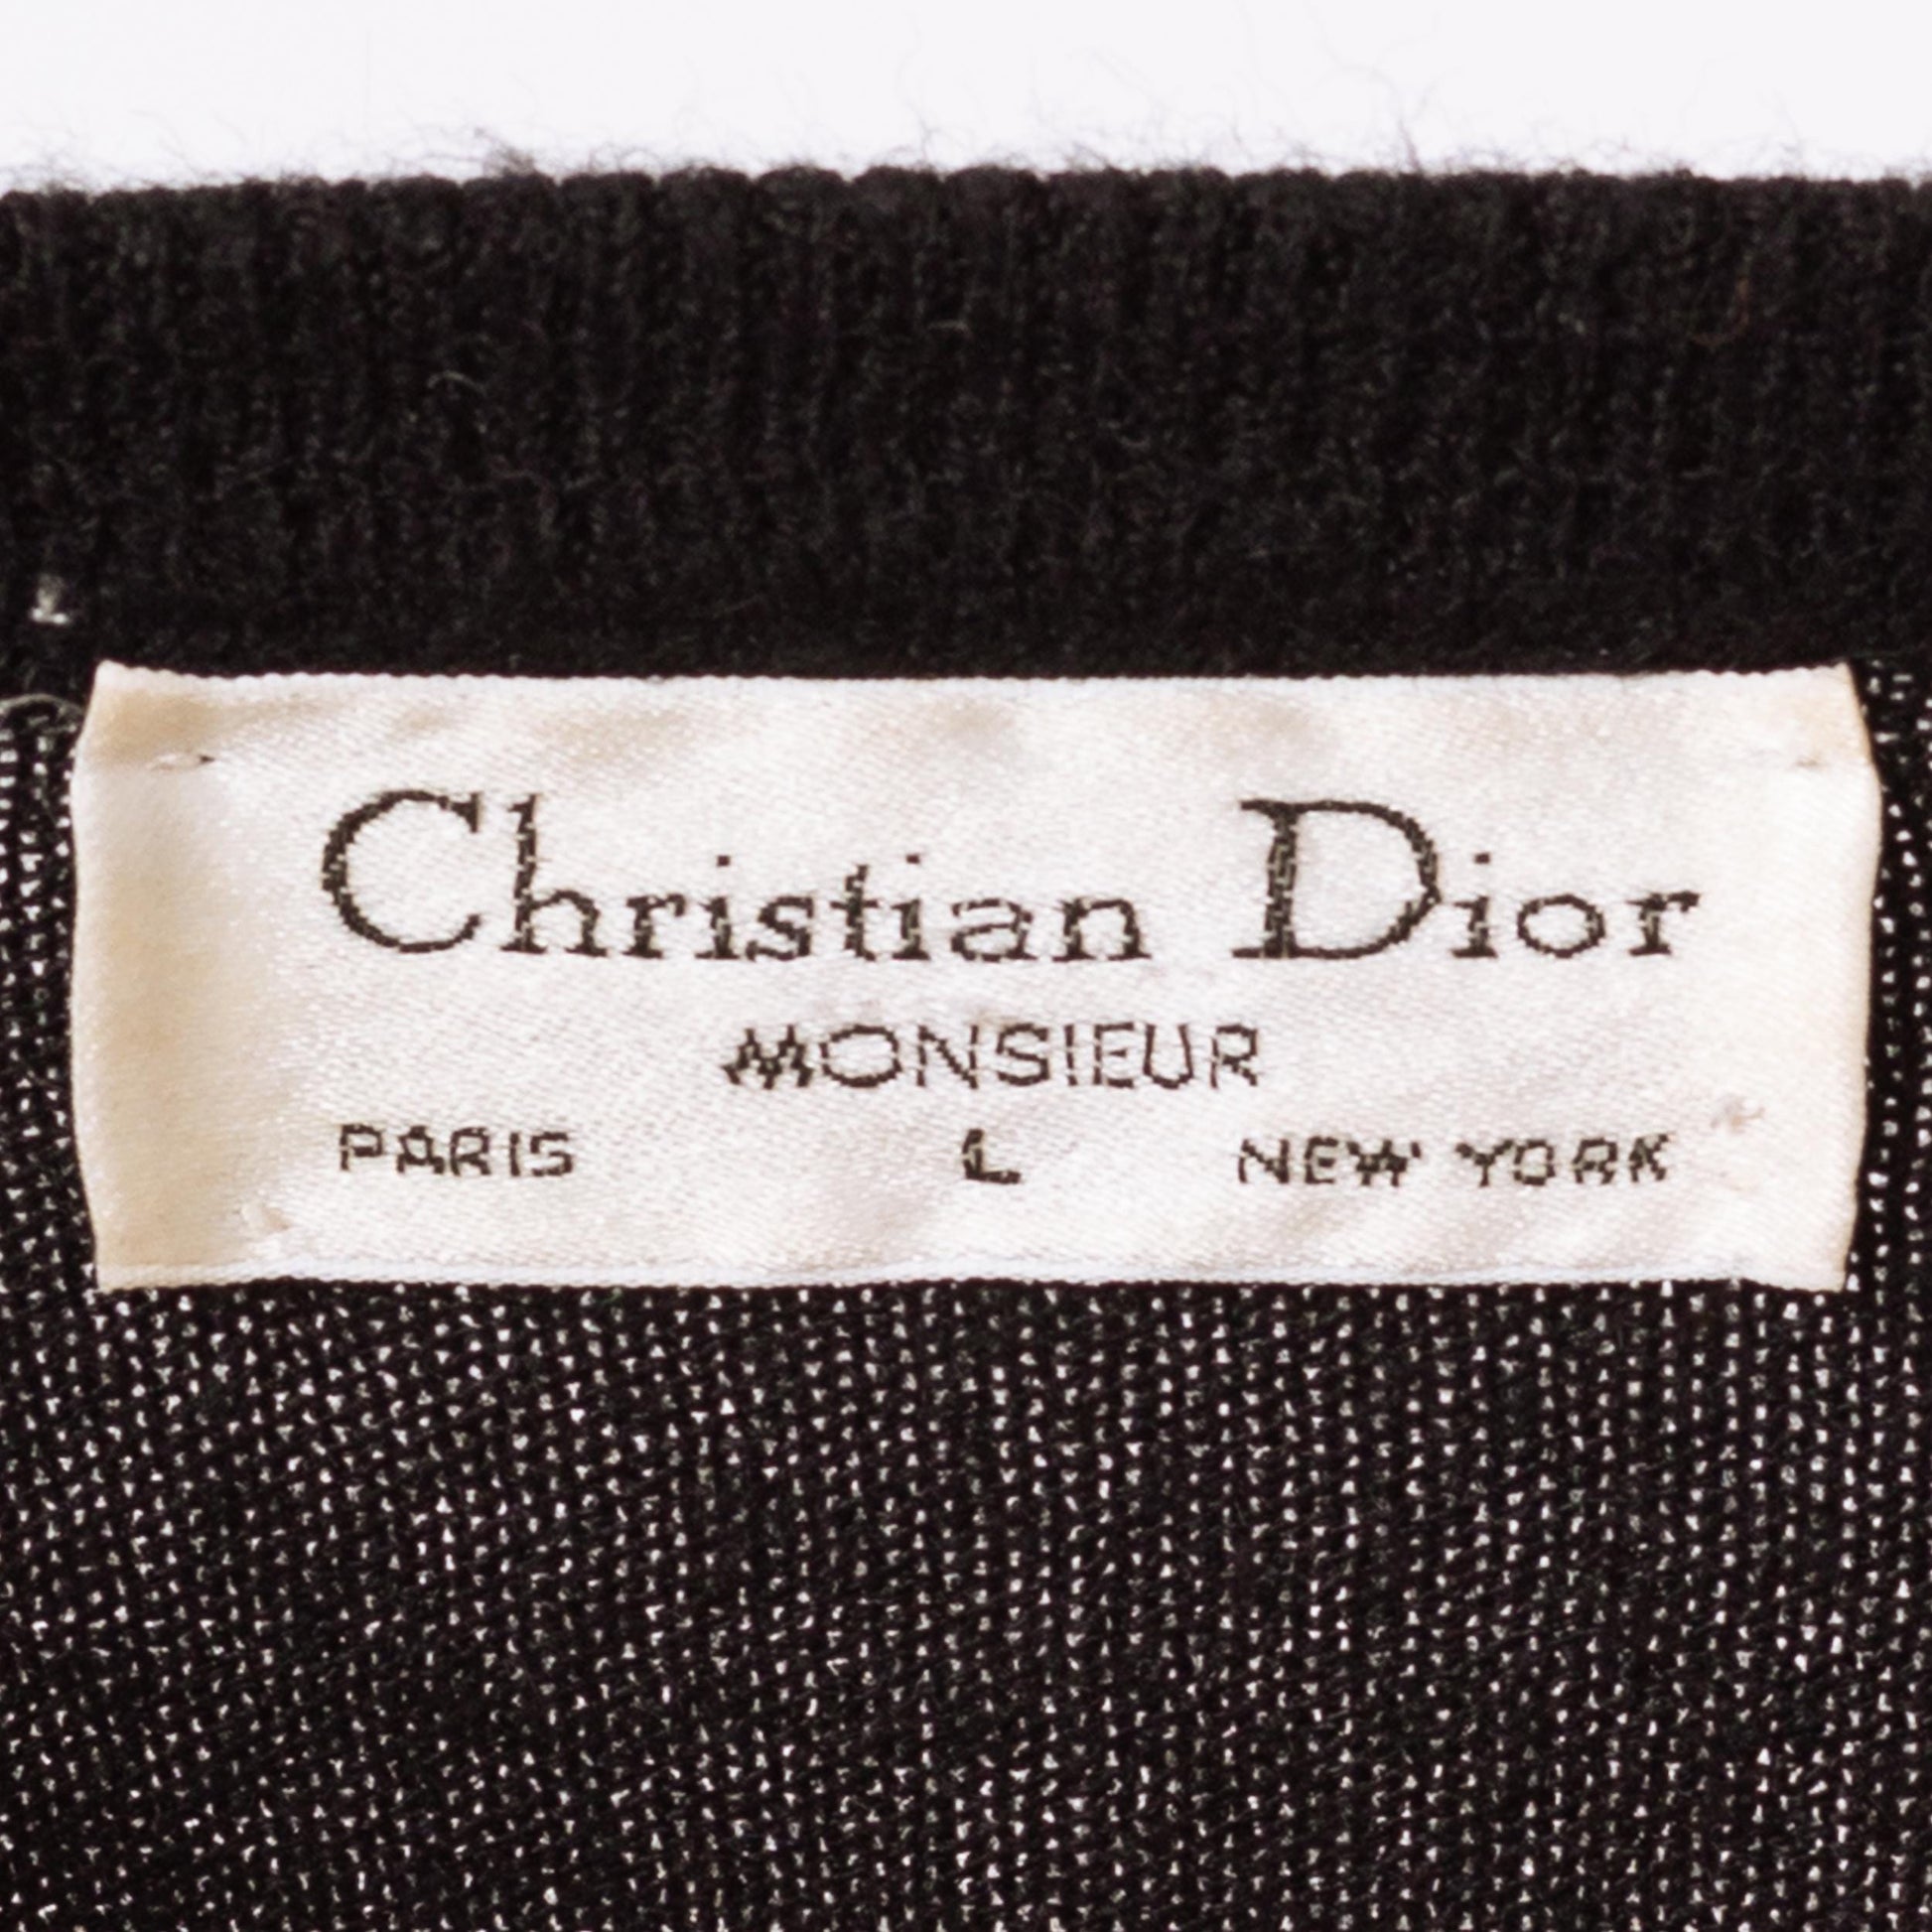 Christian Dior
MONSIEUR
PARIS L NEW YORK